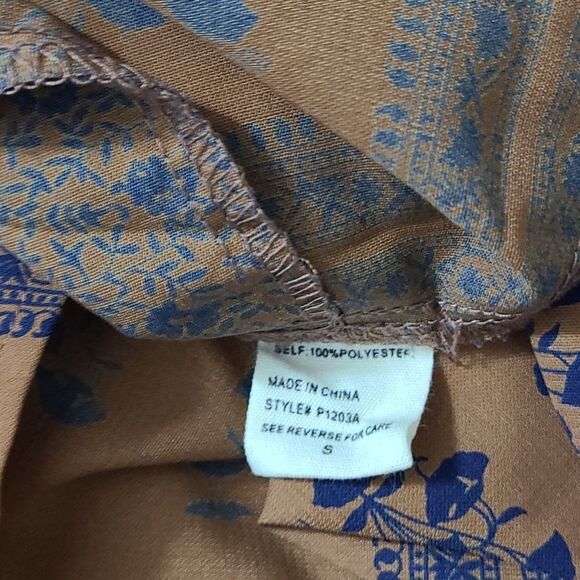 SELF:100%POLYESTER
MADE IN CHINA
STYLE# P1203A
SEE REVERSE FOR CARE
S